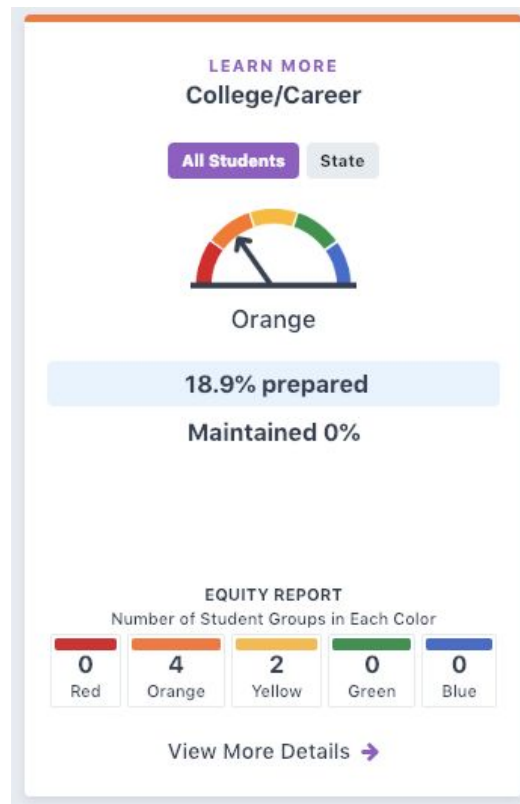 LEARN MORE
College/Career
All Students State
Orange
18.9% prepared
Maintained 0%
EQUITY REPORT
Number of Student Groups in Each Color
0 4 2 0 0
Red Orange Yellow Green Blue
View More Details